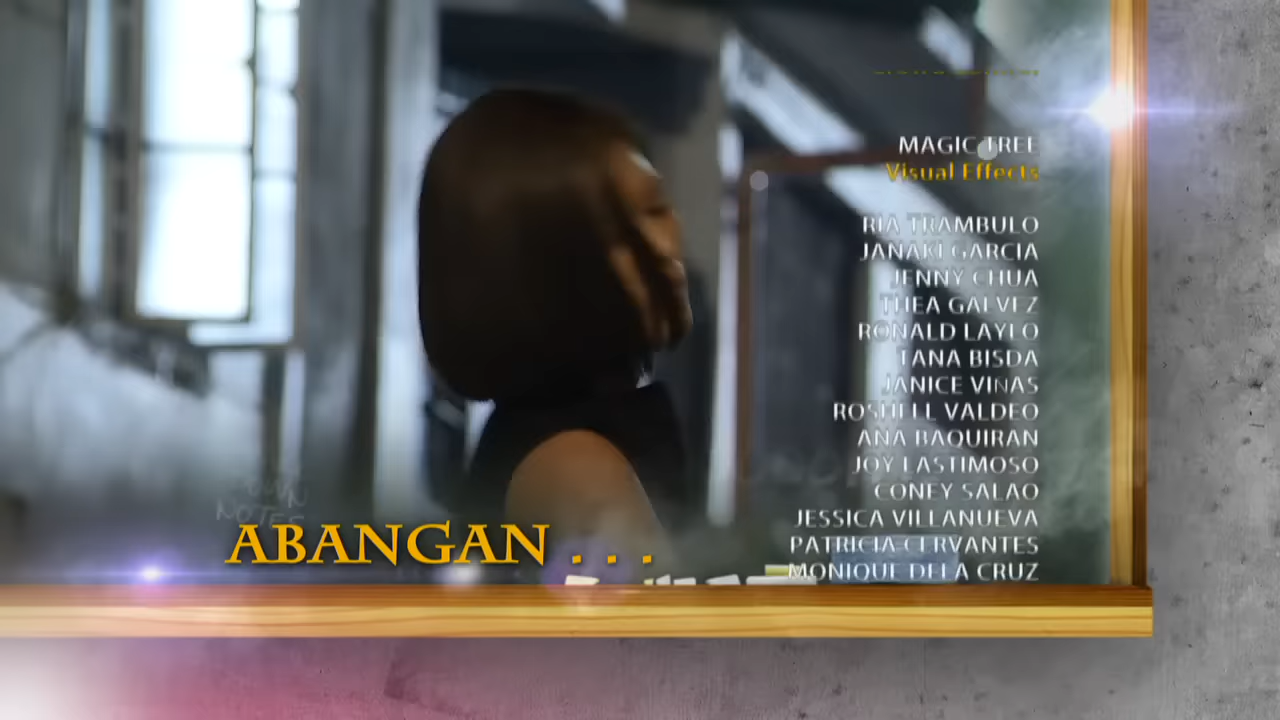 MAGIC TREE
Visual Effects
RIA TRAMBULO
JANAKI GARCIA
JENNY CHUA
THEA GALVEZ
RONALD LAYLO
TANA BISDA
JANICE VIñAS
ROSHELL VALDEO
ANA BAQUIRAN
JOY LASTIMOSO
CONEY SALAO
JESSICA VILLANUEVA
PATRICIA CERVANTES
MONIQUE DELA CRUZ
NOTES
ABANGAN . . .